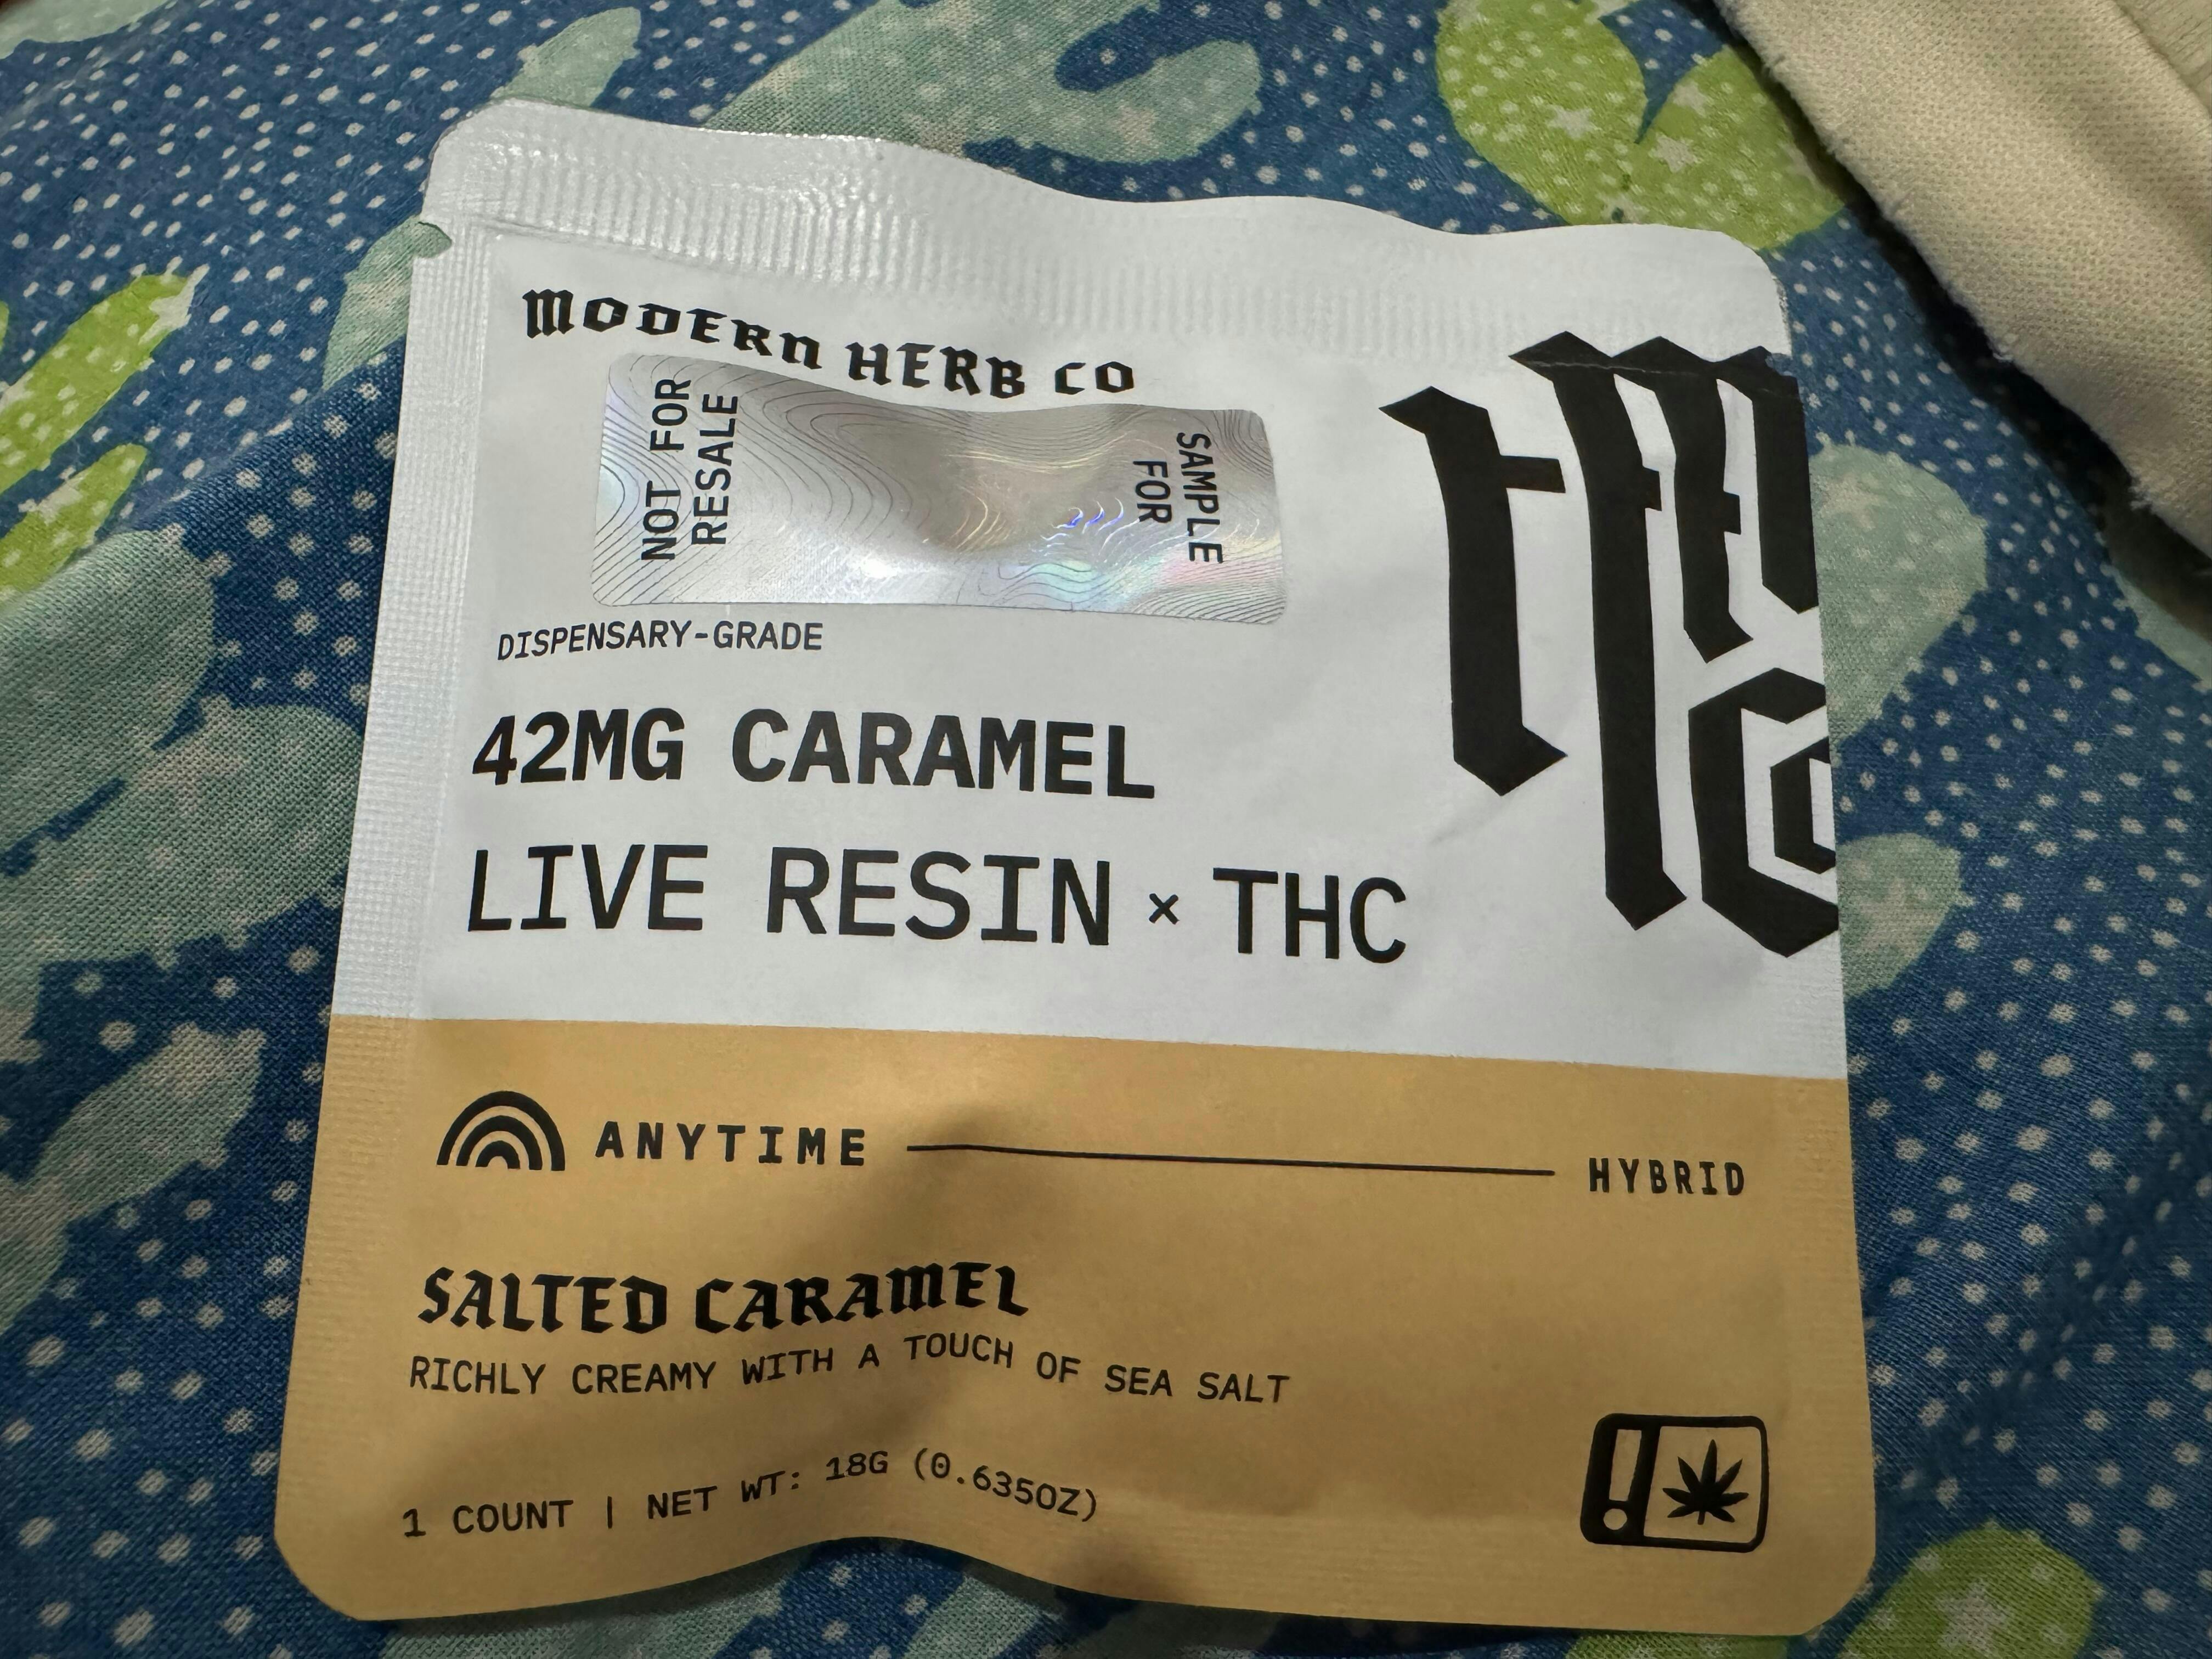 MODERN HERB CO
NOT FOR
RESALE
SAMPLE
FOR
DISPENSARY-GRADE
42MG CARAMEL
LIVE RESIN × THC
ANYTIME
HYBRID
SALTED CARAMEL
RICHLY CREAMY WITH A TOUCH OF SEA SALT
1 COUNT | NET WT: 18G (0.635OZ)
!